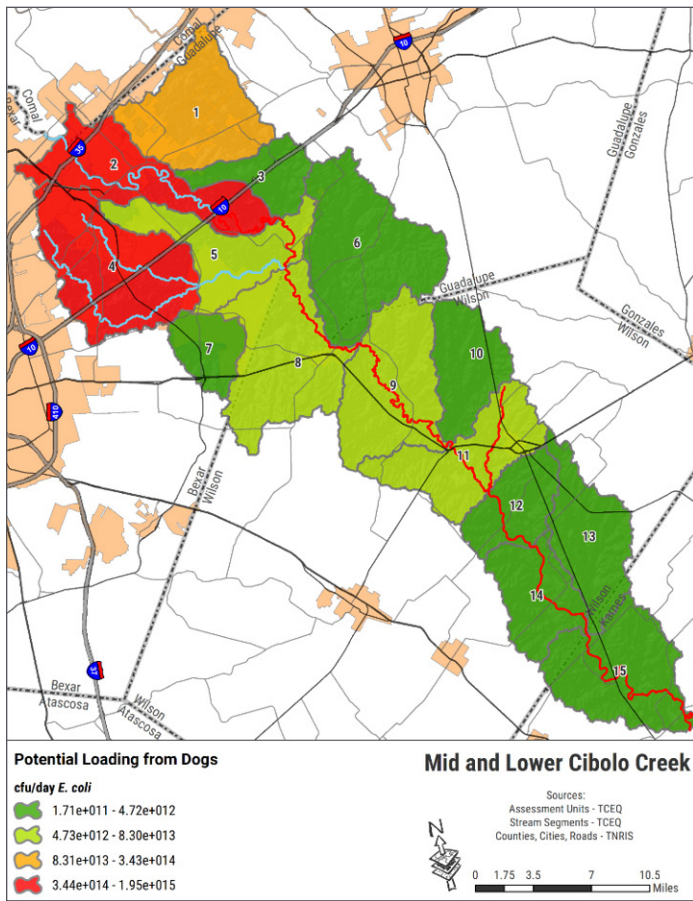 Comal
Guadalupe
10
Comal
Bexar
35
1
2
3
Guadalupe
Gonzales
10
4
5
6
Guadalupe
Wilson
Gonzales
Wilson
7
8
9
10
10
410
11
Bexar
Wilson
12
13
14
Wilson
Karnes
15
37
Bexar
Atascosa
Wilson
Atascosa
Potential Loading from Dogs
cfu/day E. coli
1.71e+011 - 4.72e+012
4.73e+012 - 8.30e+013
8.31e+013 - 3.43e+014
3.44e+014 - 1.95e+015
Mid and Lower Cibolo Creek
Sources:
Assessment Units - TCEQ
Stream Segments - TCEQ
Counties, Cities, Roads - TNRIS
N
0 1.75 3.5 7 10.5
Miles